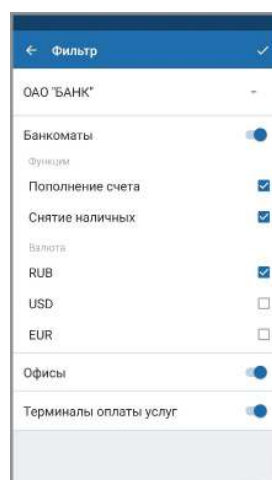 Фильтр
ОАО "БАНК"
Банкоматы
Функции
Пополнение счета
Снятие наличных
Валюта
RUB
USD
EUR
Офисы
Терминалы оплаты услуг